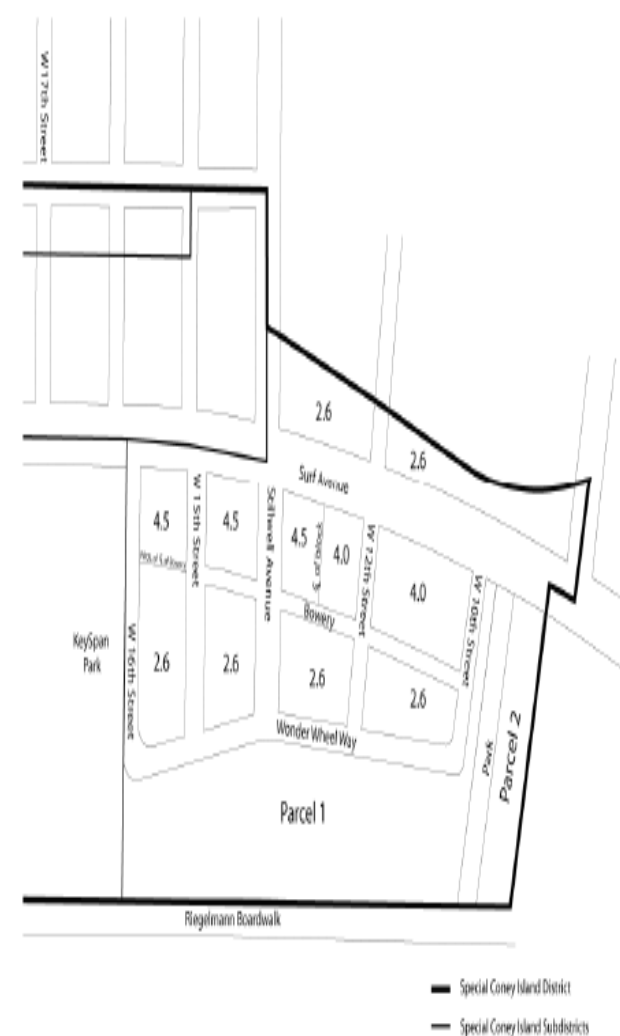 W 17th Street
2.6
2.6
Surf Avenue
4.5
W 15th Street
4.5
Stillwell Avenue
4.5
4.0
W 12th Street
4.0
W 10th Street
Bowery
KeySpan
Park
W 16th Street
2.6
2.6
2.6
2.6
Wonder Wheel Way
Park
Parcel 2
Parcel 1
Riegelmann Boardwalk
Special Coney Island District
Special Coney Island Subdistricts